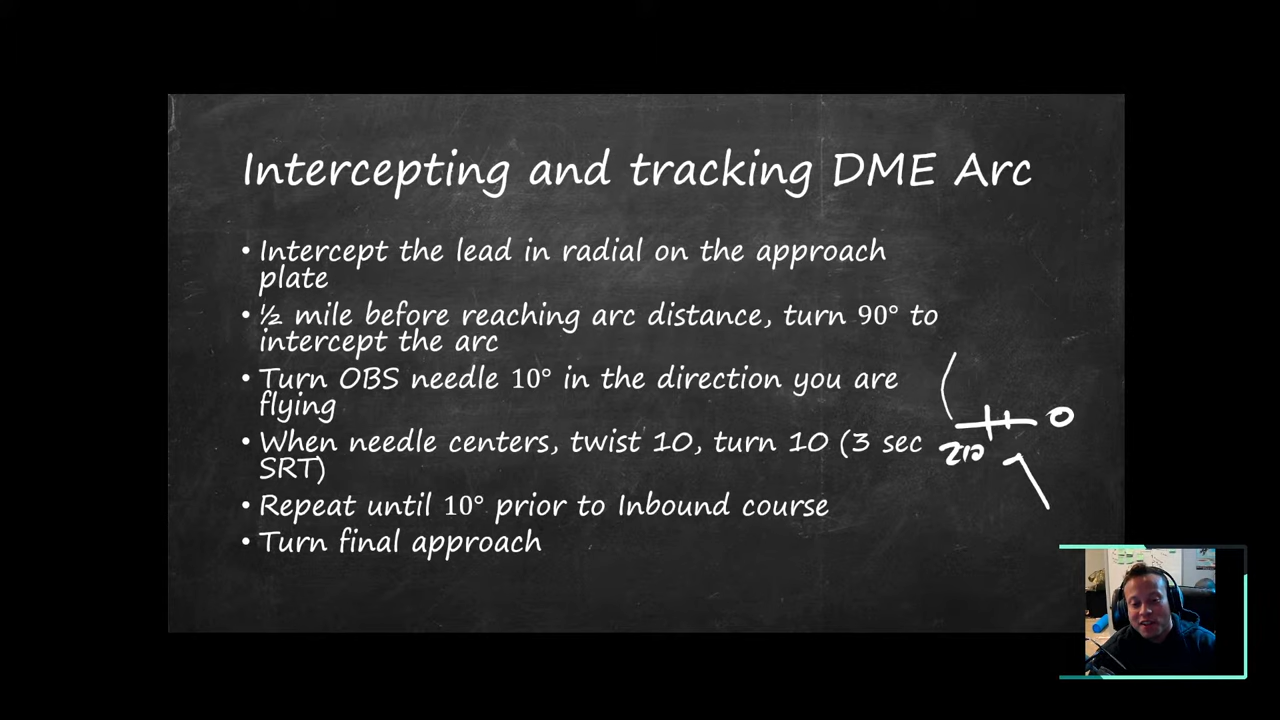 Intercepting and tracking DME Arc
• Intercept the lead in radial on the approach
plate
• ½ mile before reaching arc distance, turn 90° to
intercept the arc
• Turn OBS needle 10° in the direction you are
flying
• When needle centers, twist 10, turn 10 (3 sec
SRT)
• Repeat until 10° prior to Inbound course
• Turn final approach